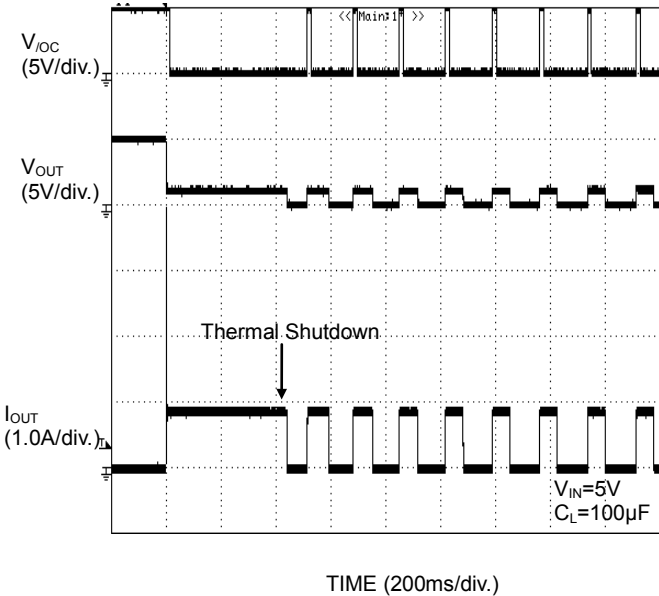 << Main:1 >>
V/OC
(5V/div.)
VOUT
(5V/div.)
Thermal Shutdown
IOUT
(1.0A/div.)
VIN=5V
CL=100µF
TIME (200ms/div.)